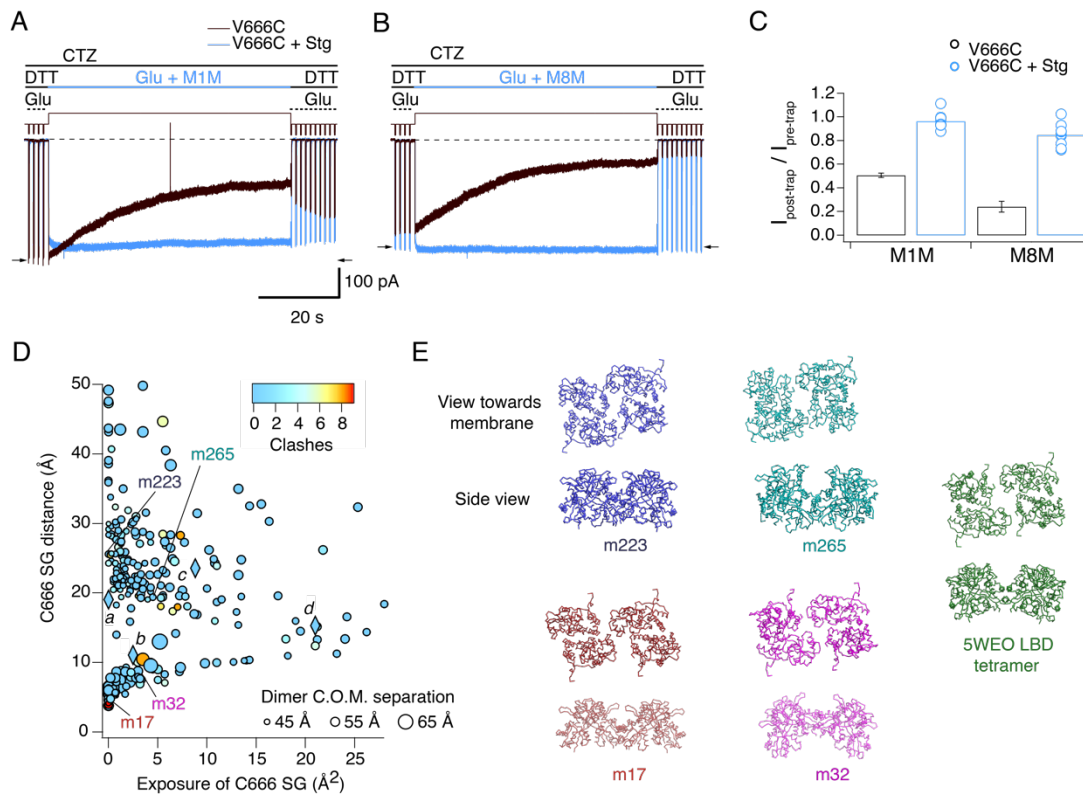 A
V666C
V666C + Stg
CTZ
DTT
Glu + M1M
DTT
Glu
Glu
100 pA
20 s
B
CTZ
DTT
Glu + M8M
DTT
Glu
Glu
C
V666C
V666C + Stg
I post-trap / I pre-trap
1.2
1.0
0.8
0.6
0.4
0.2
0.0
M1M
M8M
D
C666 SG distance (Å)
50
40
30
20
10
0
0 2 4 6 8
Clashes
m265
m223
c
a
d
b
m32
m17
Dimer C.O.M. separation
45 Å 55 Å 65 Å
0 5 10 15 20 25
Exposure of C666 SG (Å²)
E
View towards
membrane
Side view
m223
m265
m17
m32
5WEO LBD
tetramer